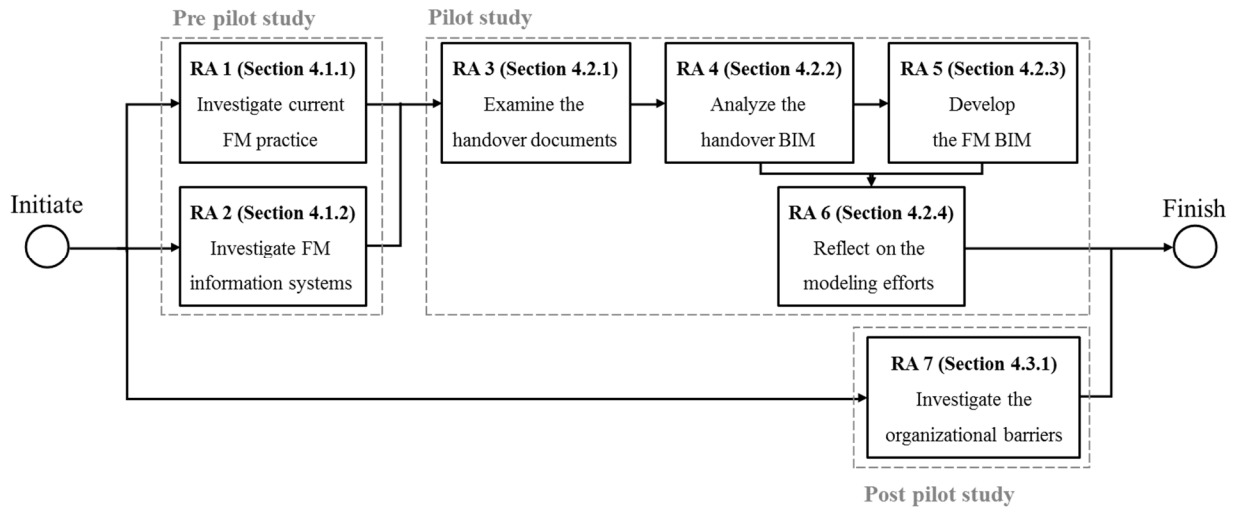 Pre pilot study
Pilot study
RA 1 (Section 4.1.1)
Investigate current
FM practice
RA 3 (Section 4.2.1)
Examine the
handover documents
RA 4 (Section 4.2.2)
Analyze the
handover BIM
RA 5 (Section 4.2.3)
Develop
the FM BIM
Initiate
RA 2 (Section 4.1.2)
Investigate FM
information systems
RA 6 (Section 4.2.4)
Reflect on the
modeling efforts
Finish
RA 7 (Section 4.3.1)
Investigate the
organizational barriers
Post pilot study